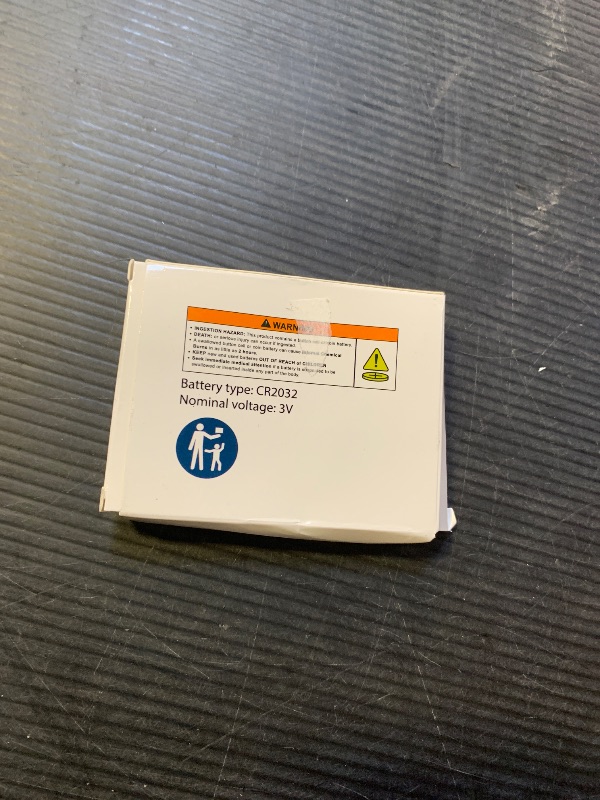 WARNING
• INGESTION HAZARD: This product contains a button cell or coin battery.
• DEATH or serious injury can occur if ingested.
• A swallowed button cell or coin battery can cause Internal Chemical
Burns in as little as 2 hours.
• KEEP new and used batteries OUT OF REACH of CHILDREN
• Seek immediate medical attention if a battery is suspected to be
swallowed or inserted inside any part of the body.
Battery type: CR2032
Nominal voltage: 3V